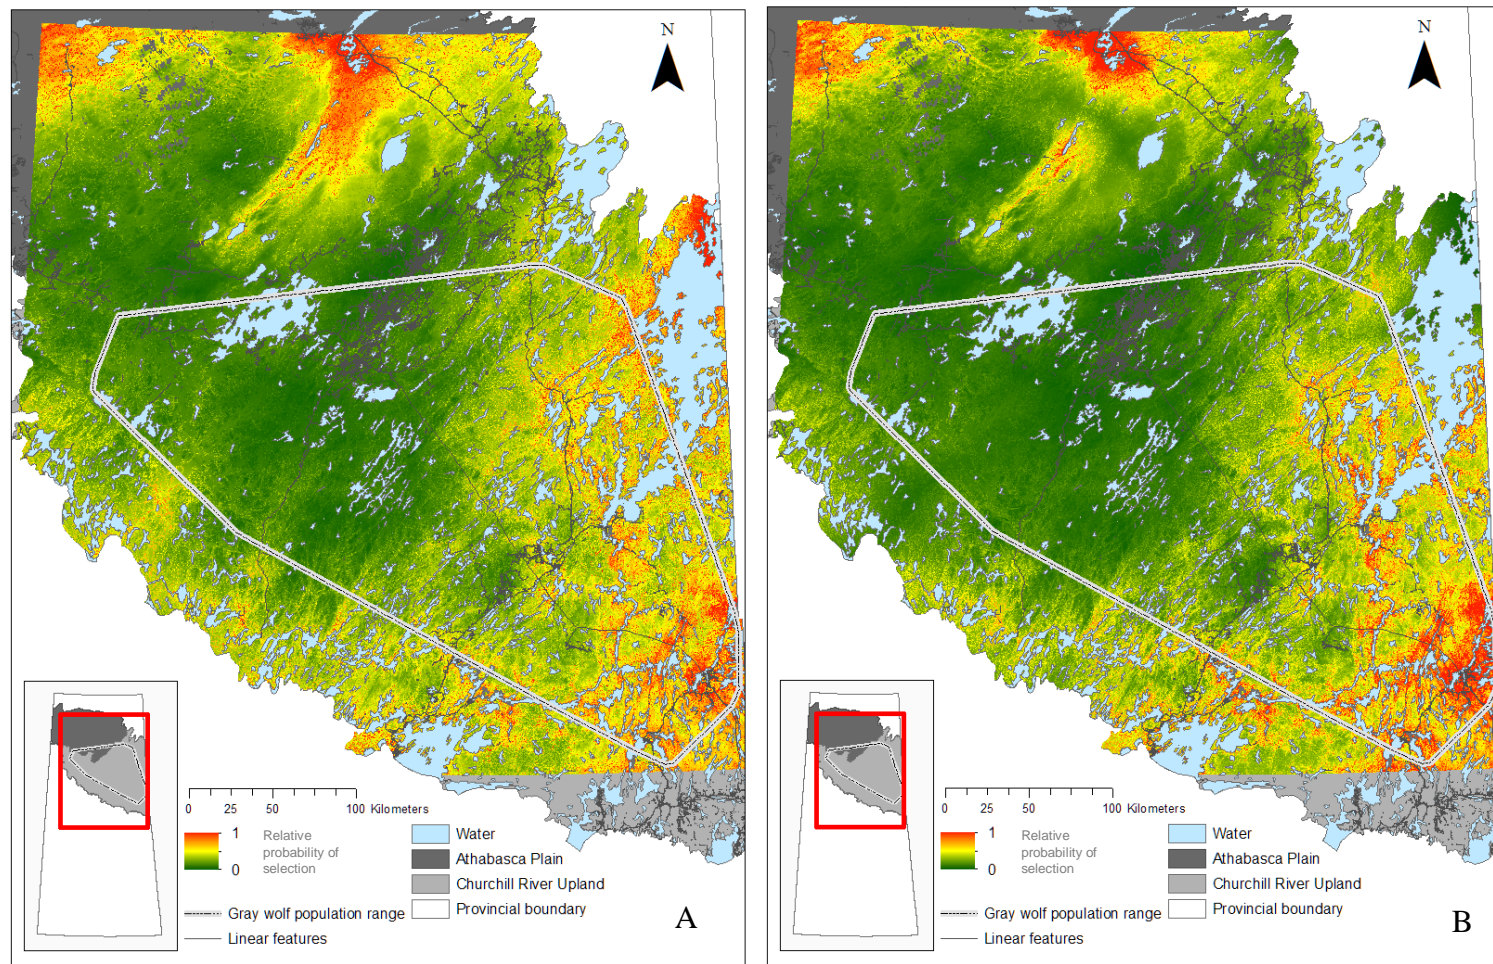 N
0 25 50 100 Kilometers
1
0
Relative
probability of
selection
Water
Athabasca Plain
Churchill River Upland
Provincial boundary
Gray wolf population range
Linear features
A
N
0 25 50 100 Kilometers
1
0
Relative
probability of
selection
Water
Athabasca Plain
Churchill River Upland
Provincial boundary
Gray wolf population range
Linear features
B